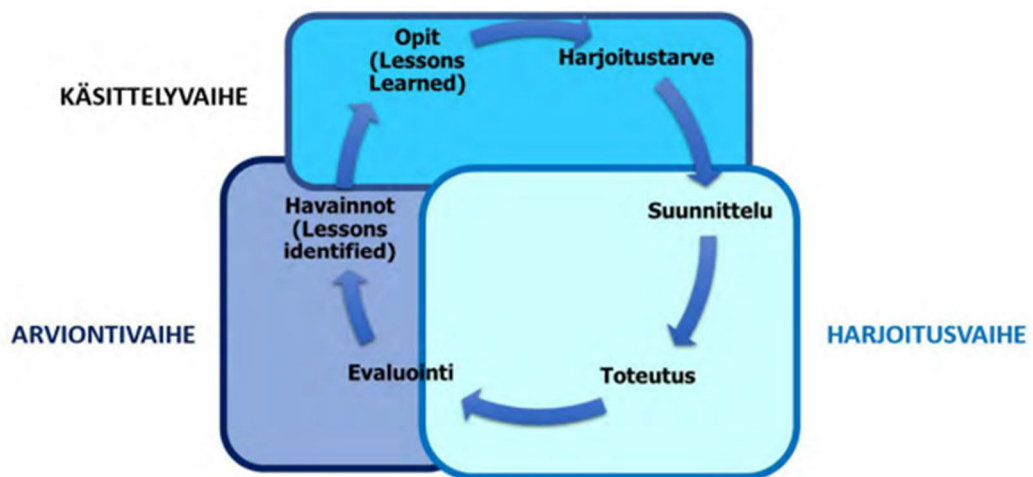 Opit
(Lessons
Learned)
Harjoitustarve
KÄSITTELYVAIHE
Havainnot
(Lessons
identified)
Suunnittelu
ARVIONTIVAIHE
HARJOITUSVAIHE
Evaluointi
Toteutus